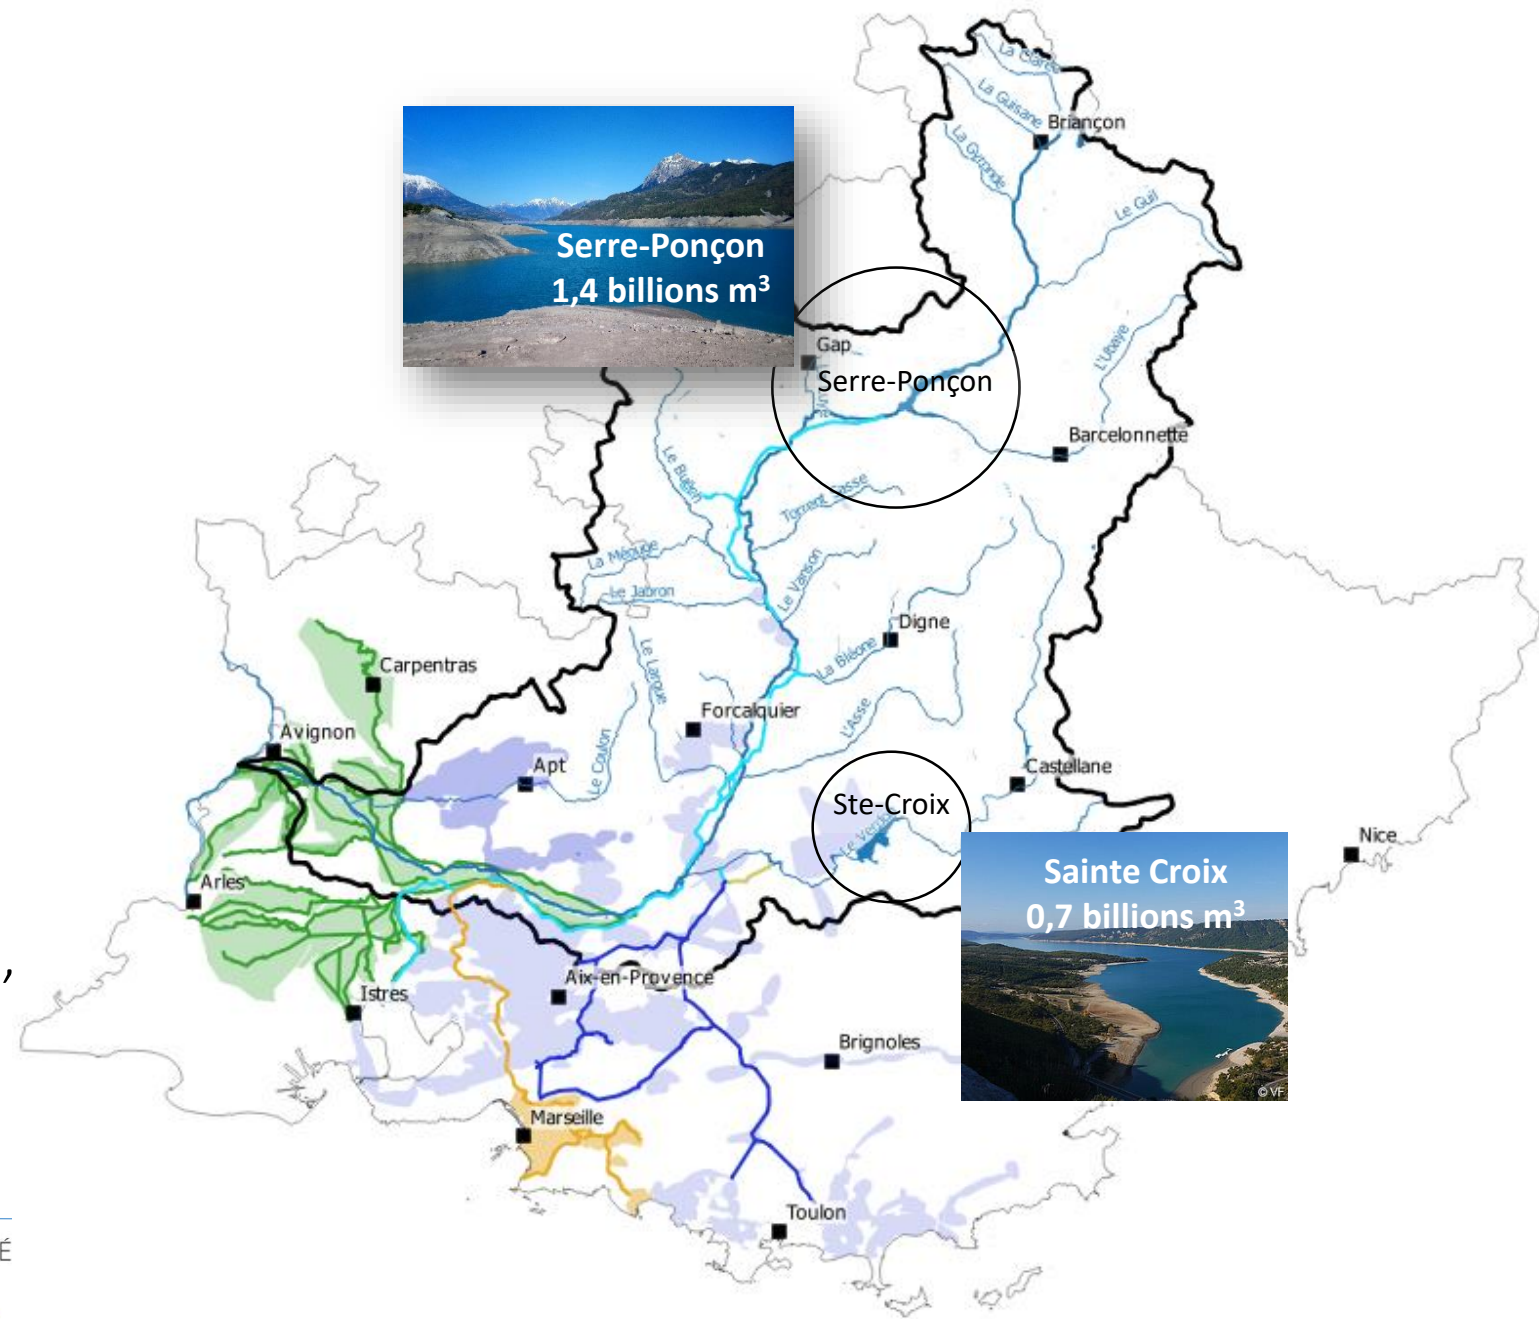 La Clarée
La Guisane
Briançon
La Gyronde
Le Guil
Serre-Ponçon
1,4 billions m³
L'Ubaye
Gap
Serre-Ponçon
Barcelonnette
Le Buëch
Torrent Sasse
La Méouge
Le Vanson
Le Jabron
Digne
Le Largue
La Bléone
Carpentras
Forcalquier
L'Asse
Avignon
Apt
Le Coulon
Castellane
Ste-Croix
Le Verdon
Nice
Sainte Croix
0,7 billions m³
Arles
,
Aix-en-Provence
Istres
Brignoles
© VF
Marseille
Toulon
É